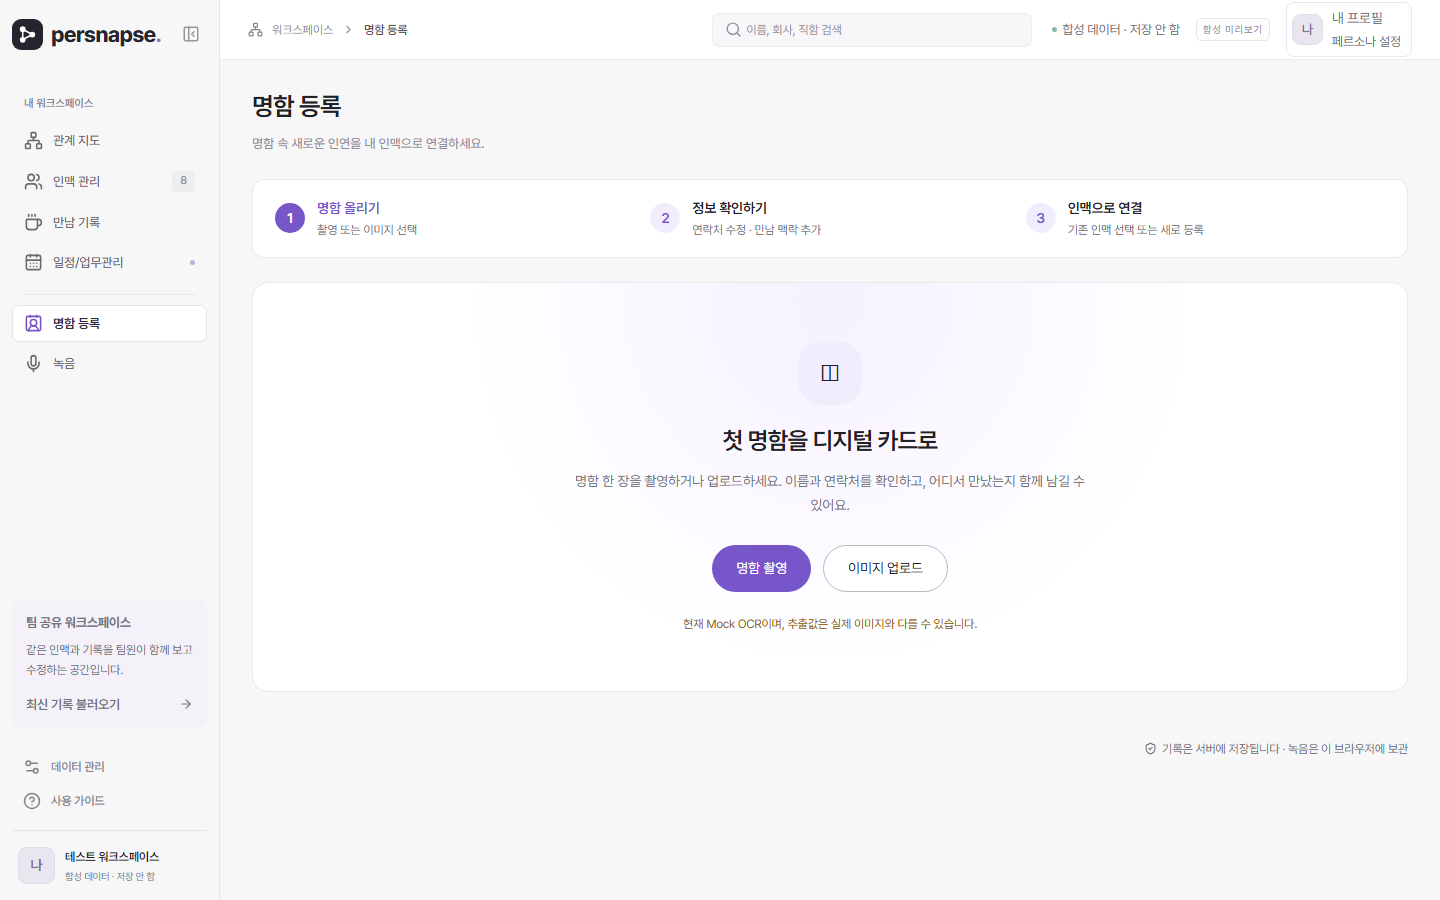 persnapse.
워크스페이스
명함 등록
이름, 회사, 직함 검색
합성 데이터 · 저장 안 함
합성 미리보기
나
내 프로필
페르소나 설정
내 워크스페이스
관계 지도
인맥 관리
8
만남 기록
일정/업무관리
명함 등록
녹음
팀 공유 워크스페이스
같은 인맥과 기록을 팀원이 함께 보고
수정하는 공간입니다.
최신 기록 불러오기
데이터 관리
사용 가이드
나
테스트 워크스페이스
합성 데이터 · 저장 안 함
명함 등록
명함 속 새로운 인연을 내 인맥으로 연결하세요.
1
명함 올리기
촬영 또는 이미지 선택
2
정보 확인하기
연락처 수정 · 만남 맥락 추가
3
인맥으로 연결
기존 인맥 선택 또는 새로 등록
첫 명함을 디지털 카드로
명함 한 장을 촬영하거나 업로드하세요. 이름과 연락처를 확인하고, 어디서 만났는지 함께 남길 수
있어요.
명함 촬영
이미지 업로드
현재 Mock OCR이며, 추출값은 실제 이미지와 다를 수 있습니다.
기록은 서버에 저장됩니다 · 녹음은 이 브라우저에 보관